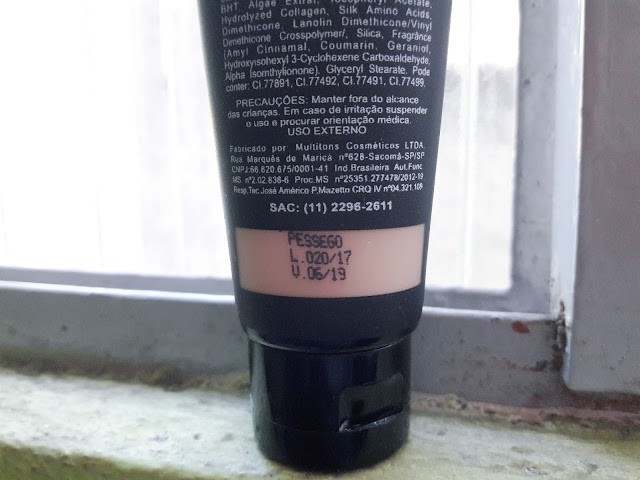 BHT, Algae Extrat, Tocopheryl Acetate,
Hydrolyzed Collagen, Silk Amino Acids,
Dimethicone, Lanolin Dimethicone/Vinyl
Dimethicone Crosspolymer/, Silica, Fragrânce
(Amyl Cinnamal, Coumarin, Geraniol,
Hydroxyisohexyl 3-Cyclohexene Carboxaldehyde,
Alpha Isomthylionone). Glyceryl Stearate. Pode
conter: CI.77891, CI.77492, CI.77491, CI.77499.
PRECAUÇÕES: Manter fora do alcance
das crianças. Em caso de irritação suspender
o uso e procurar orientação médica.
USO EXTERNO
Fabricado por Multitons Cosméticos LTDA.
Rua Marquês de Maricá nº628-Sacomã-SP/SP
CNPJ:66.620.675/0001-41 Ind.Brasileira Aut.Func.
MS nº2.02.838-6 Proc.MS nº25351 277478/2012-19
Resp.Tec.José Américo P.Mazetto CRQ IV nº04.321.109
SAC: (11) 2296-2611
PESSEGO
L.020/17
V.06/19